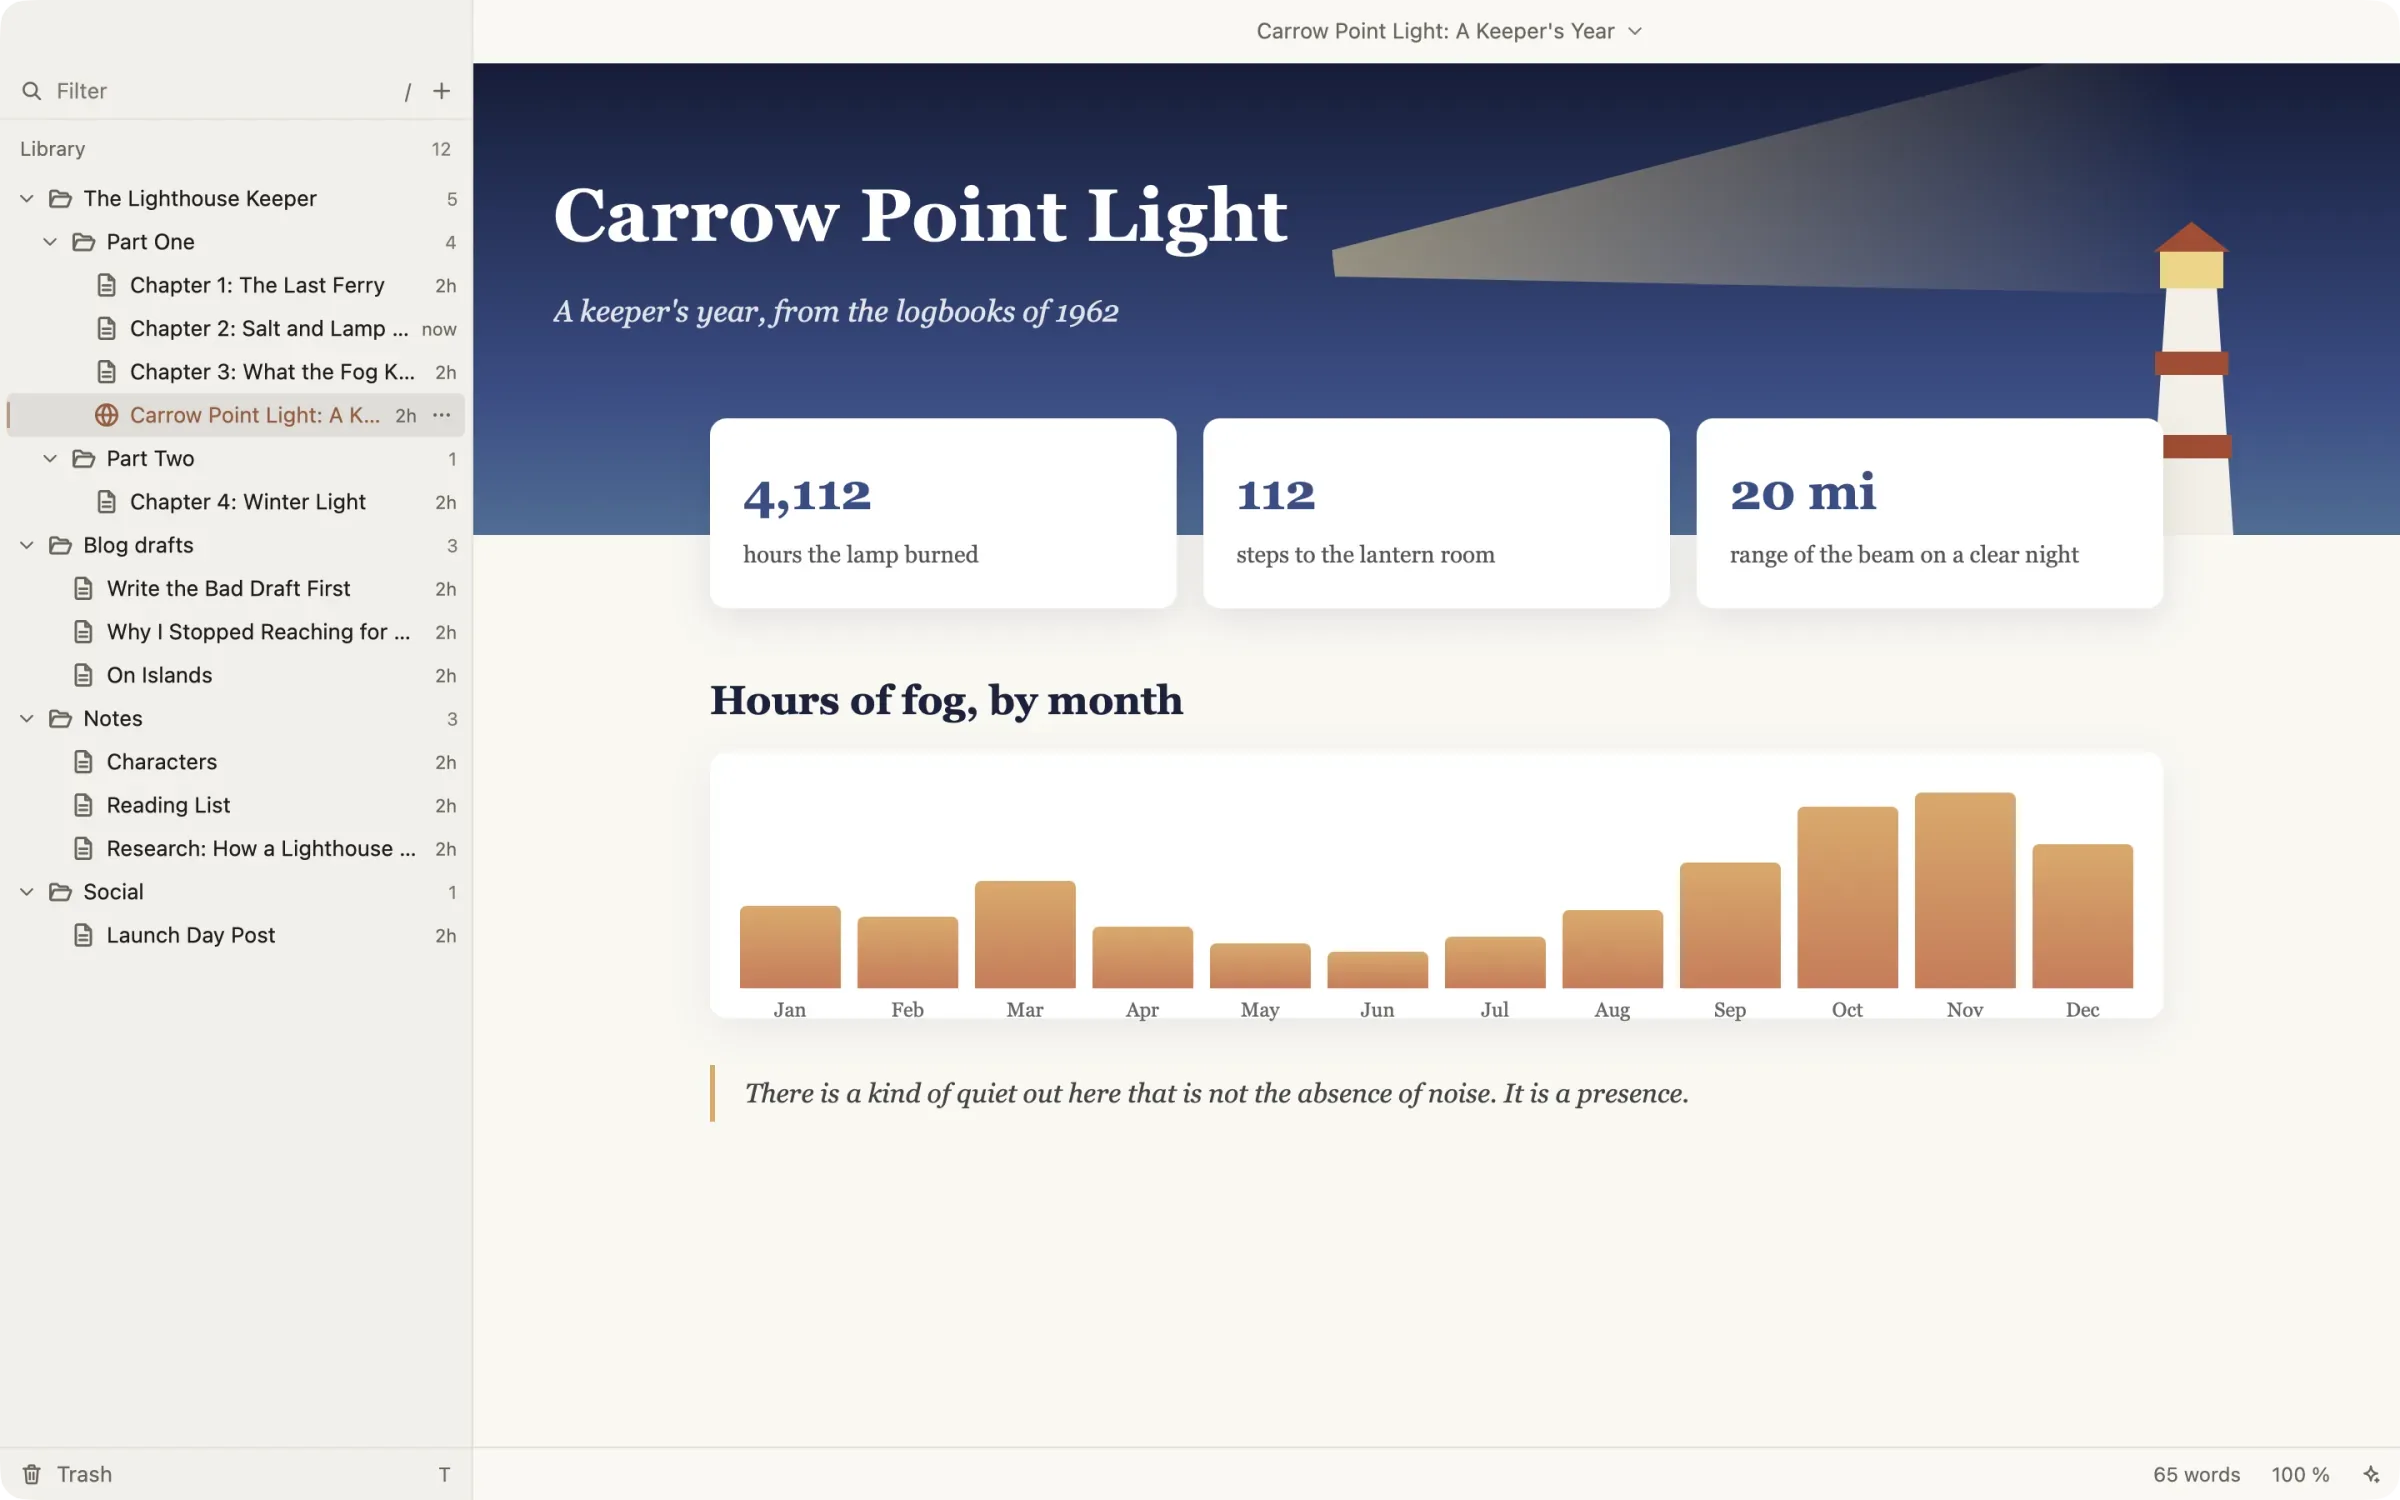 Carrow Point Light: A Keeper's Year
Filter / +
Library 12
The Lighthouse Keeper 5
Part One 4
Chapter 1: The Last Ferry 2h
Chapter 2: Salt and Lamp ... now
Chapter 3: What the Fog K... 2h
Carrow Point Light: A K... 2h ...
Part Two 1
Chapter 4: Winter Light 2h
Blog drafts 3
Write the Bad Draft First 2h
Why I Stopped Reaching for ... 2h
On Islands 2h
Notes 3
Characters 2h
Reading List 2h
Research: How a Lighthouse ... 2h
Social 1
Launch Day Post 2h
Trash T
Carrow Point Light
A keeper's year, from the logbooks of 1962
4,112
hours the lamp burned
112
steps to the lantern room
20 mi
range of the beam on a clear night
Hours of fog, by month
Jan Feb Mar Apr May Jun Jul Aug Sep Oct Nov Dec
There is a kind of quiet out here that is not the absence of noise. It is a presence.
65 words 100 %